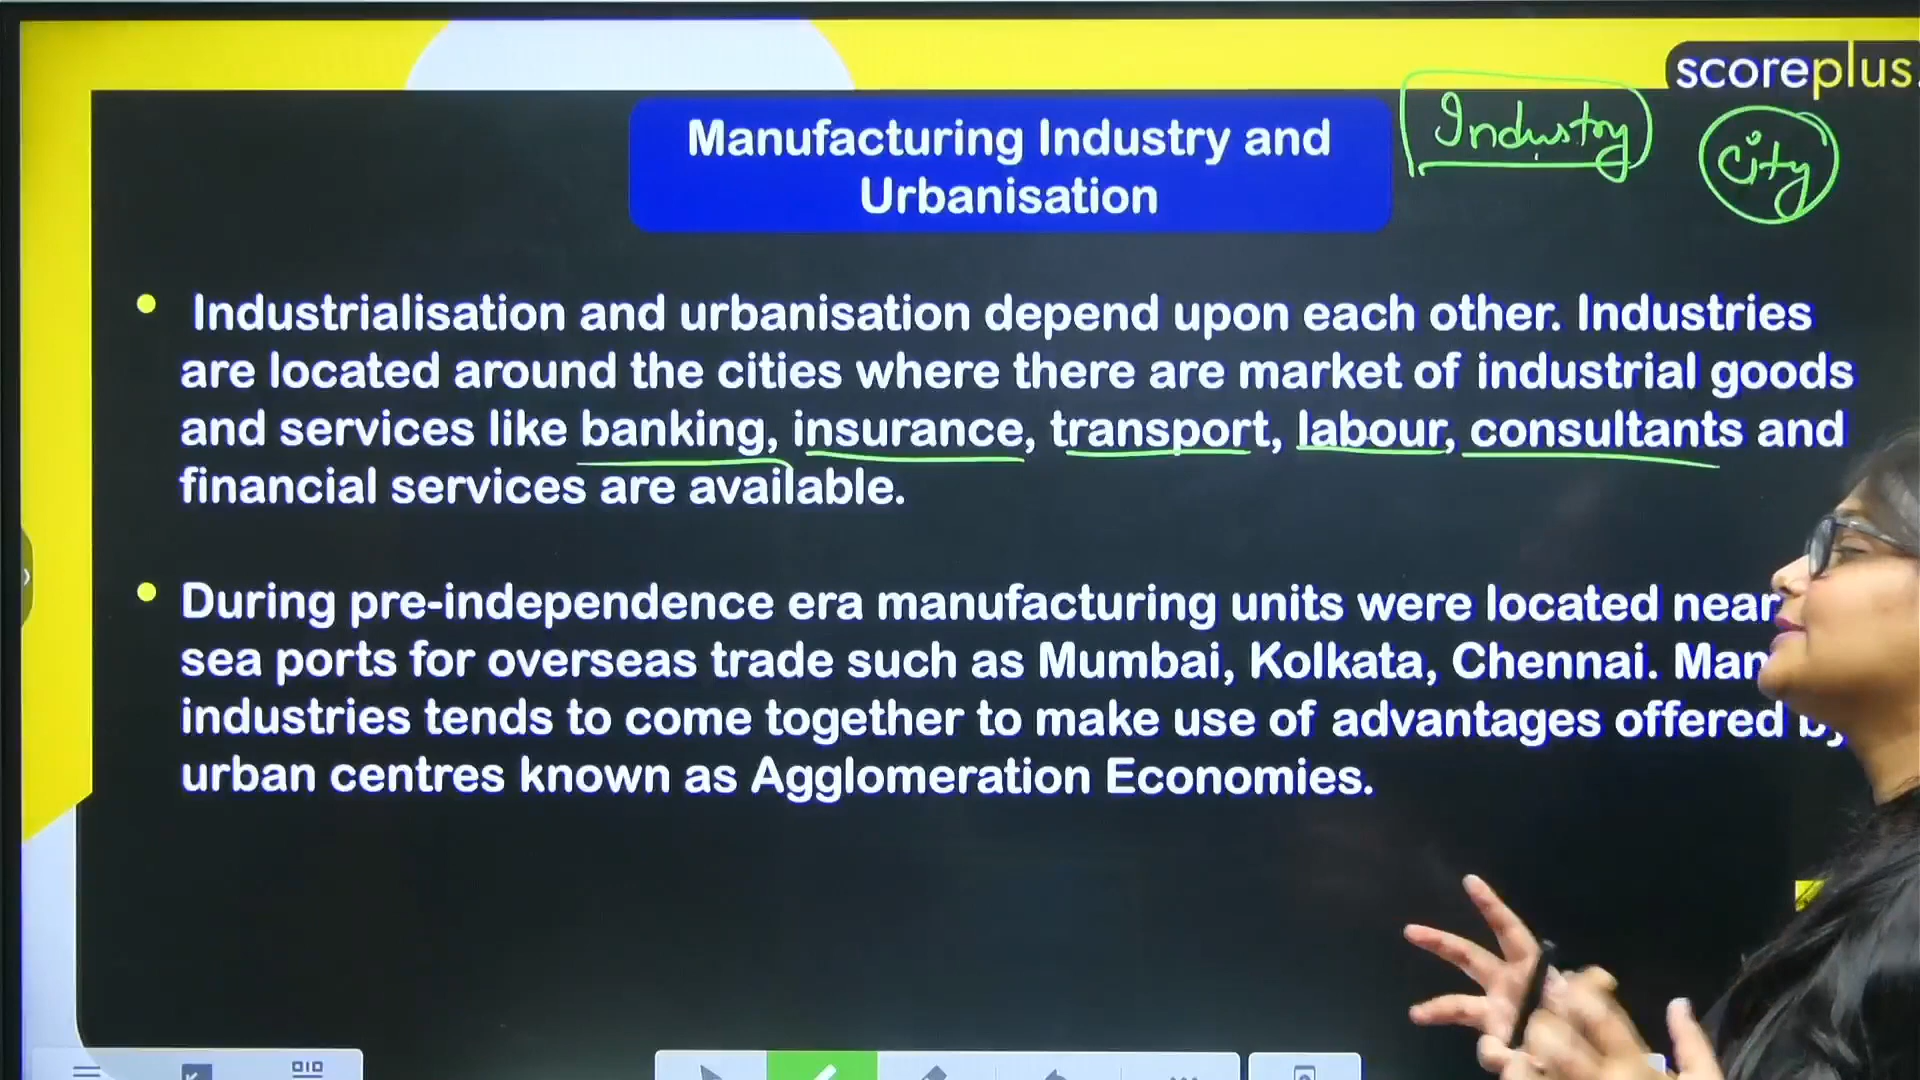 scoreplus.
Manufacturing Industry and
Urbanisation
Industry
City
• Industrialisation and urbanisation depend upon each other. Industries
are located around the cities where there are market of industrial goods
and services like banking, insurance, transport, labour, consultants and
financial services are available.
• During pre-independence era manufacturing units were located near
sea ports for overseas trade such as Mumbai, Kolkata, Chennai. Man
industries tends to come together to make use of advantages offered by
urban centres known as Agglomeration Economies.